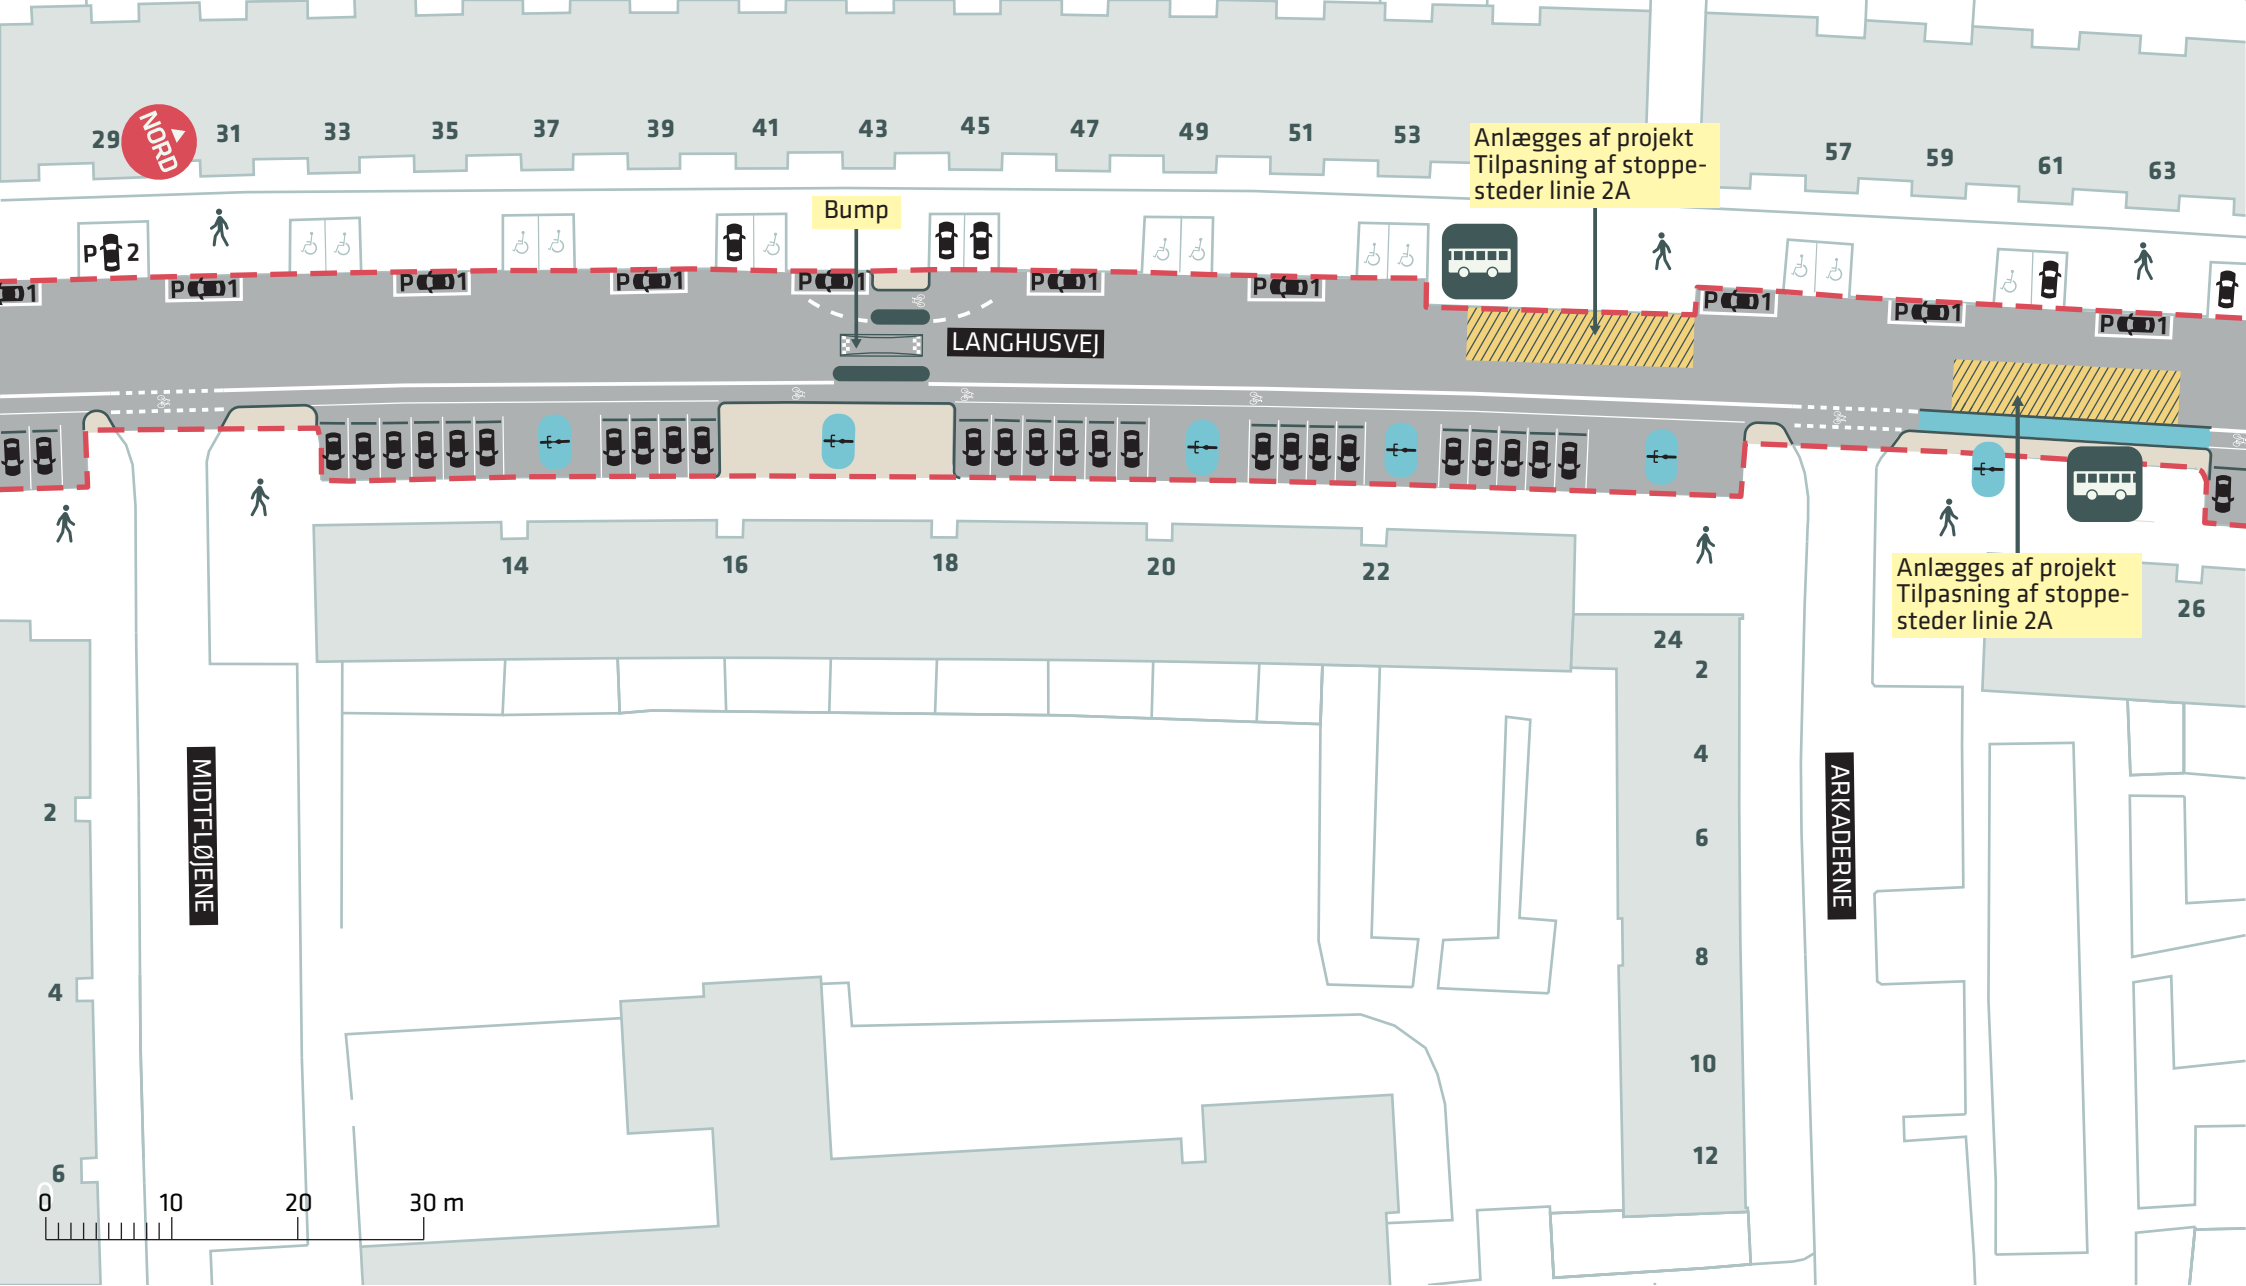 29
NORD
31
33
35
37
39
41
43
45
47
49
51
53
Anlægges af projekt
Tilpasning af stoppe-
steder linie 2A
57
59
61
63
Bump
P 2
1
P 1
P 1
P 1
P 1
P 1
P 1
P 1
P 1
P 1
LANGHUSVEJ
14
16
18
20
22
Anlægges af projekt
Tilpasning af stoppe-
steder linie 2A
26
24
2
4
6
8
10
12
MIDTFLØJENE
ARKADERNE
2
4
6
0
0 10 20 30 m